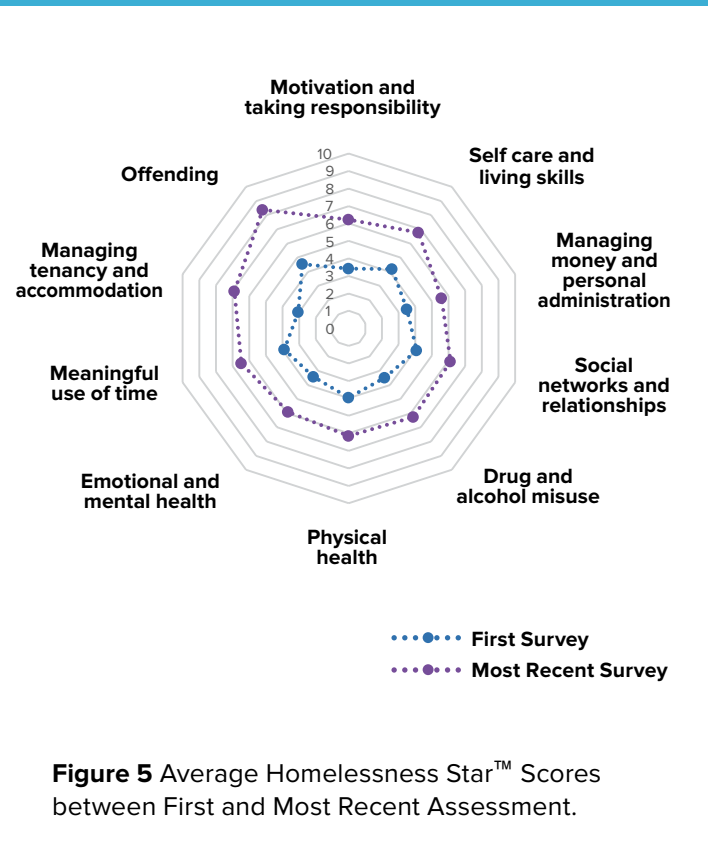 Motivation and
taking responsibility
Offending
Self care and
living skills
Managing
tenancy and
accommodation
Managing
money and
personal
administration
10
9
8
7
6
5
4
3
2
1
0
Meaningful
use of time
Social
networks and
relationships
Emotional and
mental health
Drug and
alcohol misuse
Physical
health
First Survey
Most Recent Survey
Figure 5 Average Homelessness Star™ Scores
between First and Most Recent Assessment.